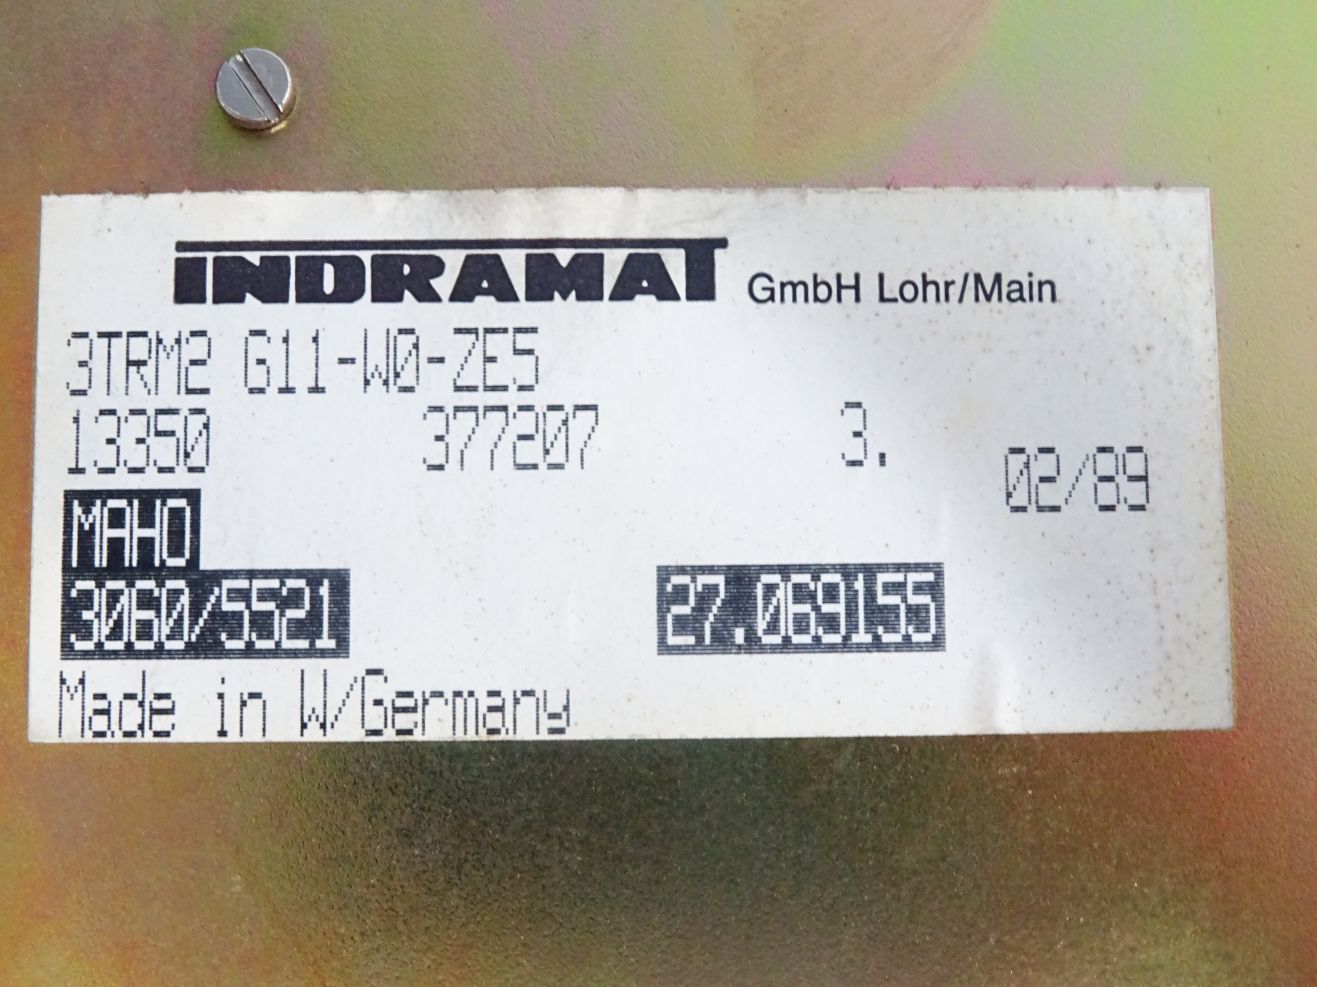 INDRAMAT GmbH Lohr/Main
3TRM2 G11-W0-ZE5
13350 377207 3.
02/89
MAHO
3060/5521 27.069155
Made in W/Germany